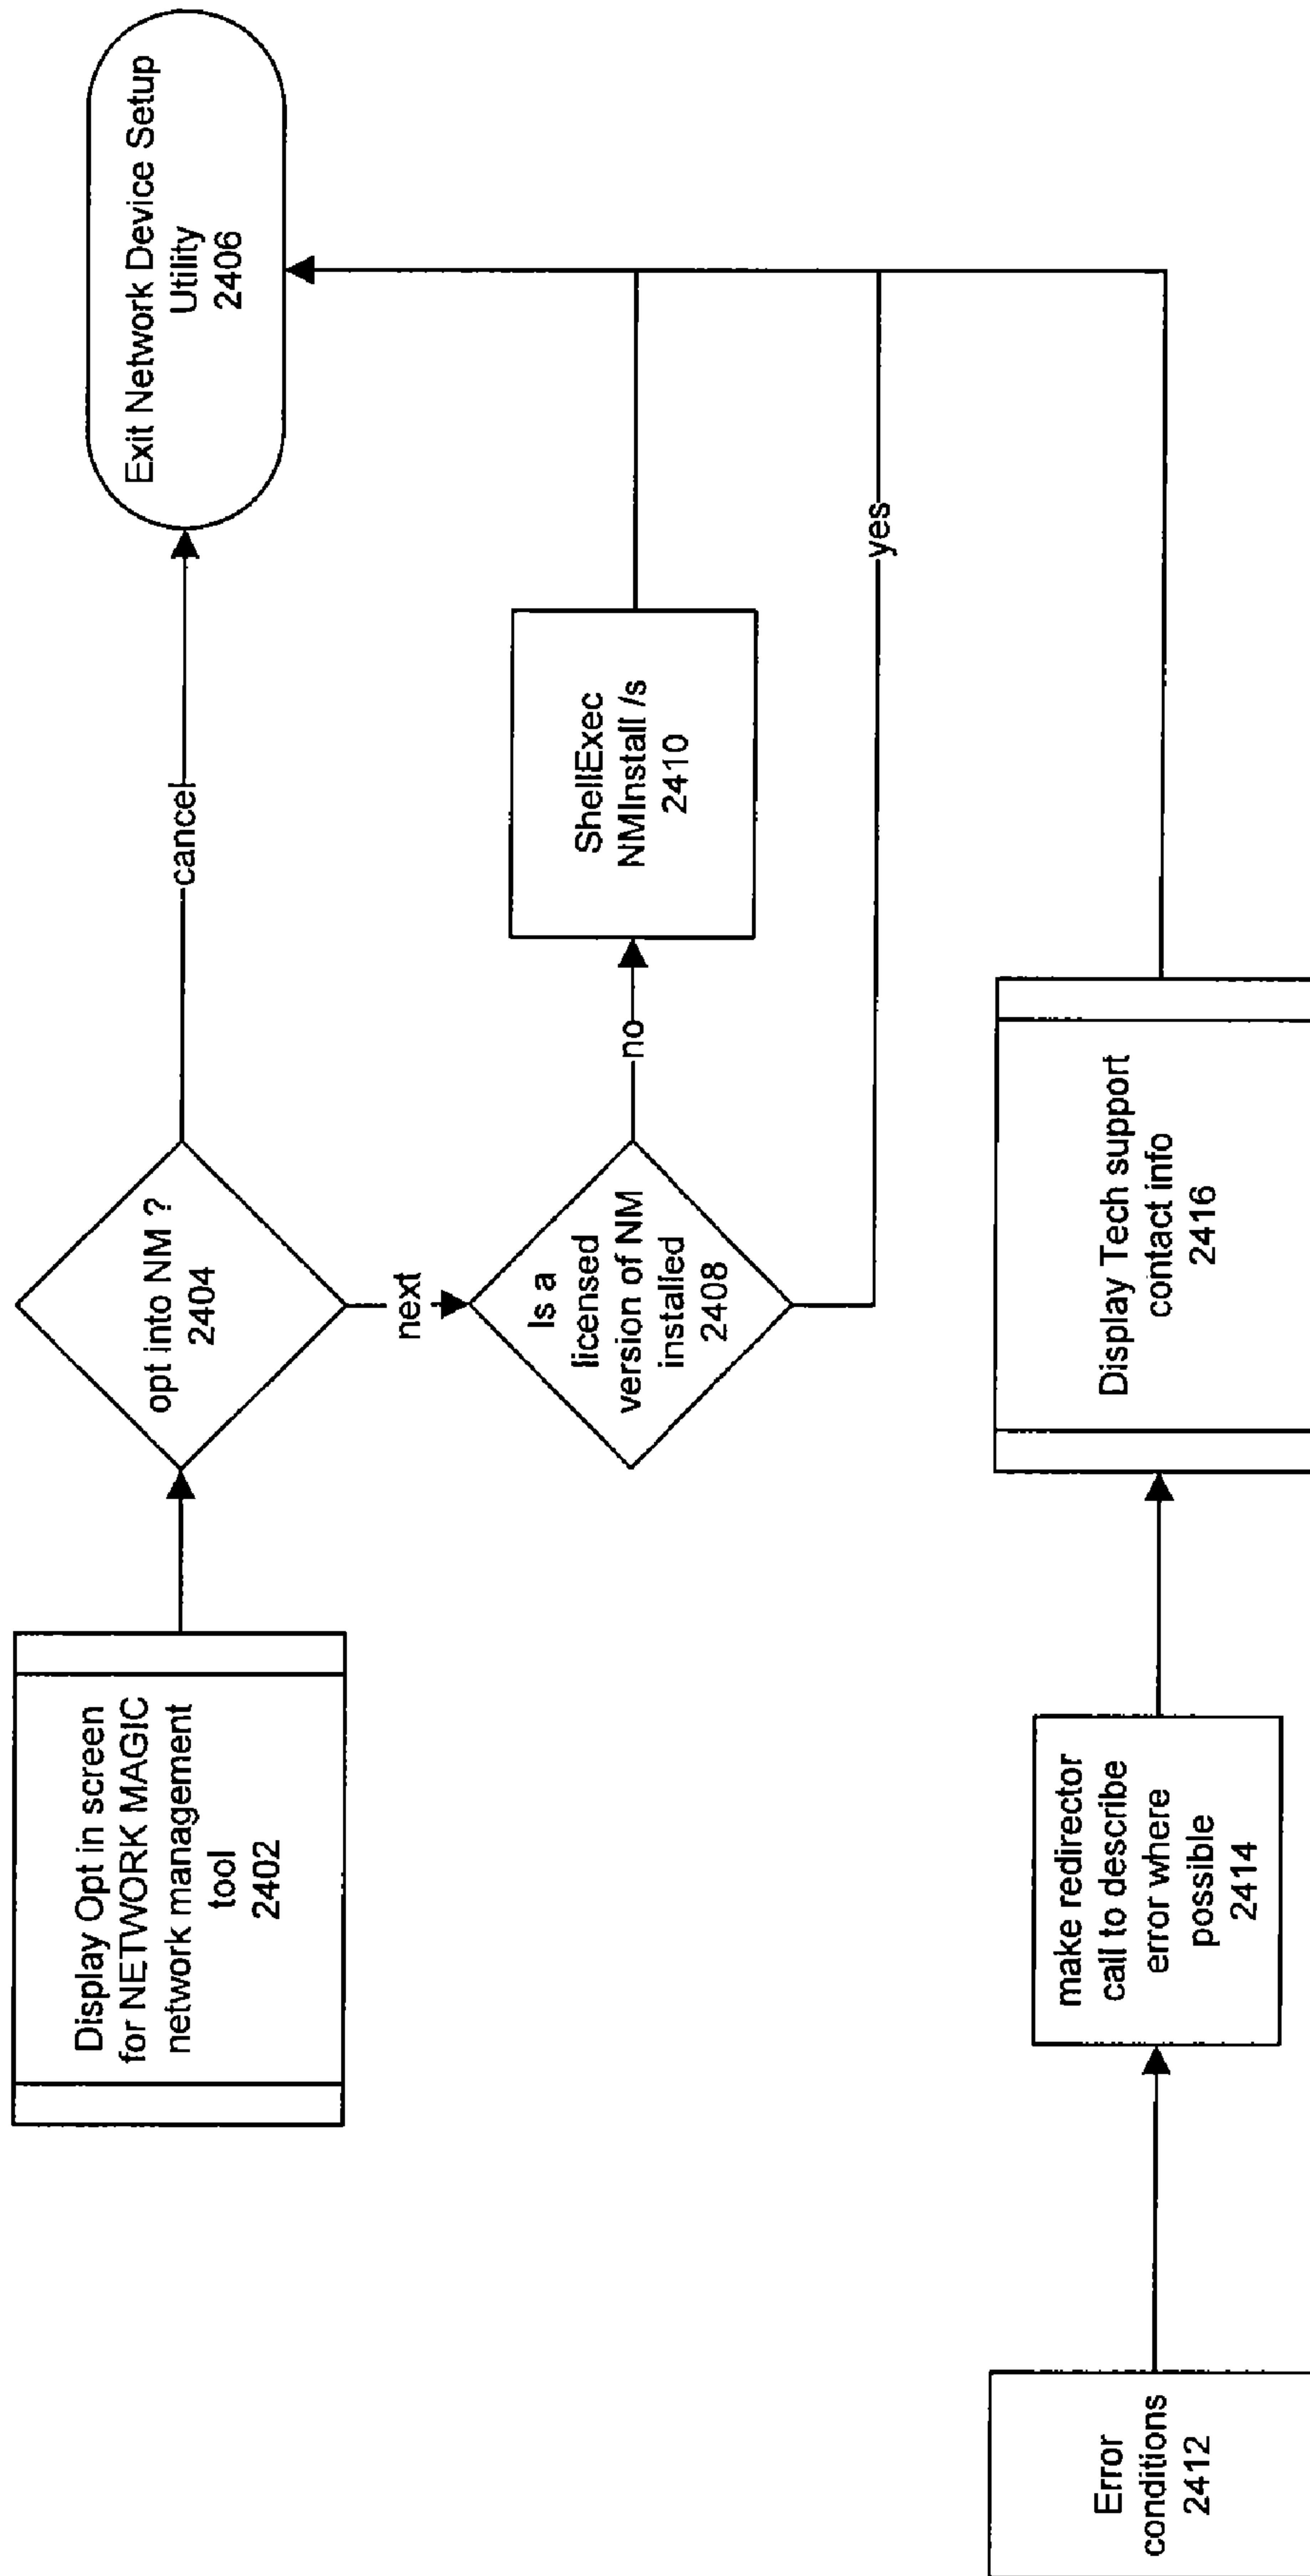 Display Opt in screen
for NETWORK MAGIC
network management
tool
2402
opt into NM ?
2404
cancel
Exit Network Device Setup
Utility
2406
next
Is a
licensed
version of NM
installed
2408
no
ShellExec
NMInstall /s
2410
yes
Error
conditions
2412
make redirector
call to describe
error where
possible
2414
Display Tech support
contact info
2416